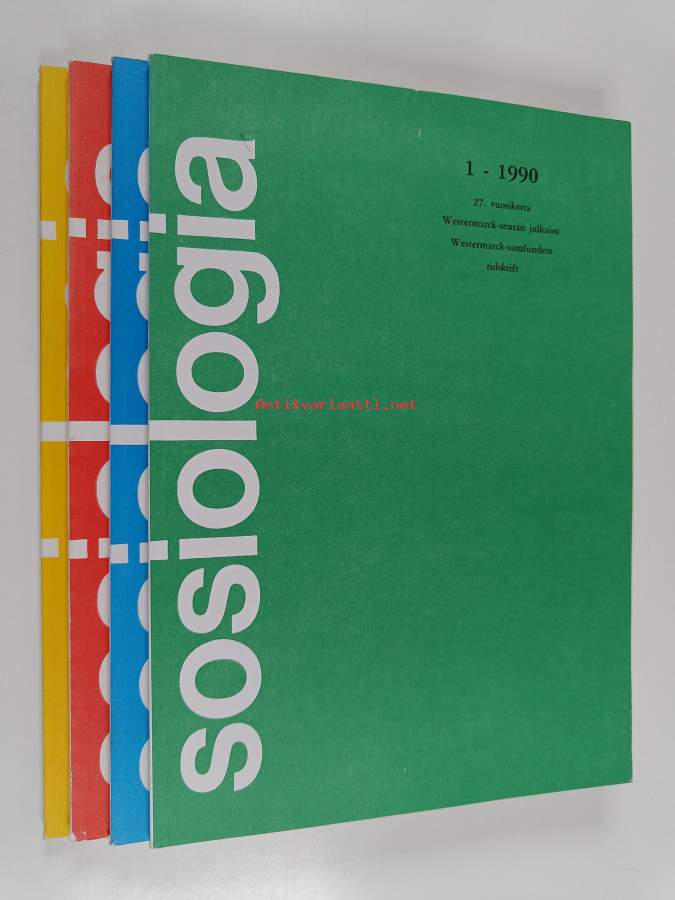 sosiologia
1 - 1990
27. vuosikerta
Westermarck-seuran julkaisu
Westermarck-samfundets
tidskrift
Antikvariaatti.net